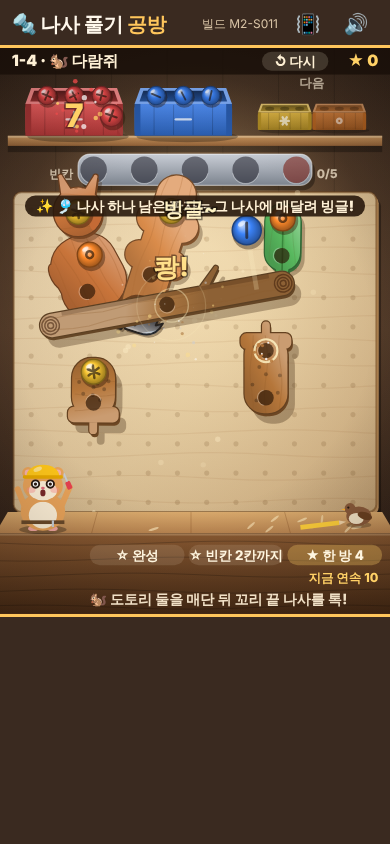 나사 풀기 공방 빌드 M2-S011
1-4 · 다람쥐 다시 ★ 0
다음
7
빈칸 0/5
나사 하나 남은 그 나사에 매달려 빙글!
빙글~
쾅!
☆ 완성 ☆ 빈칸 2칸까지 ★ 한 방 4
지금 연속 10
도토리 둘을 매단 뒤 꼬리 끝 나사를 톡!